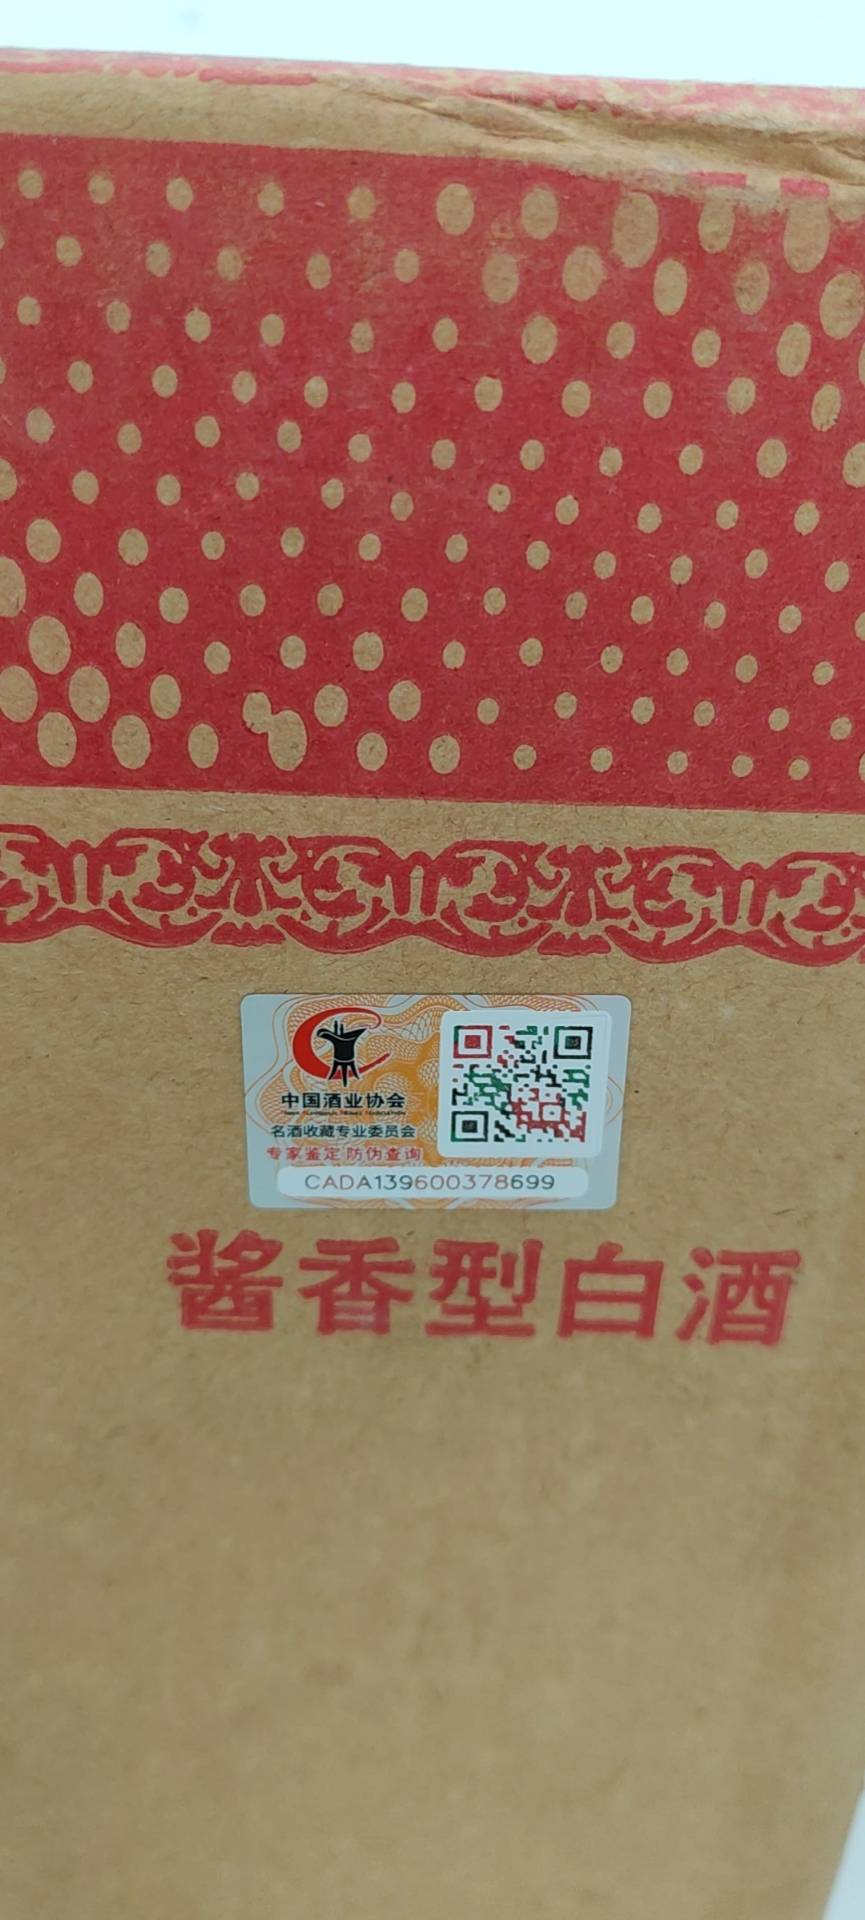 中国酒业协会
名酒收藏专业委员会
专家鉴定 防伪查询
CADA139600378699
酱香型白酒